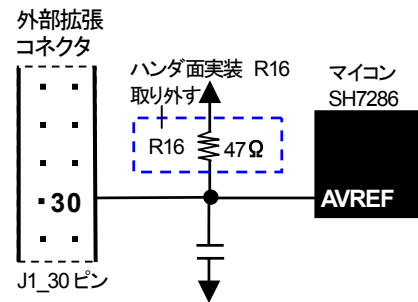 外部拡張
コネクタ
ハンダ面実装 R16
取り外す
マイコン
SH7286
R16
47Ω
30
AVREF
J1_30ピン